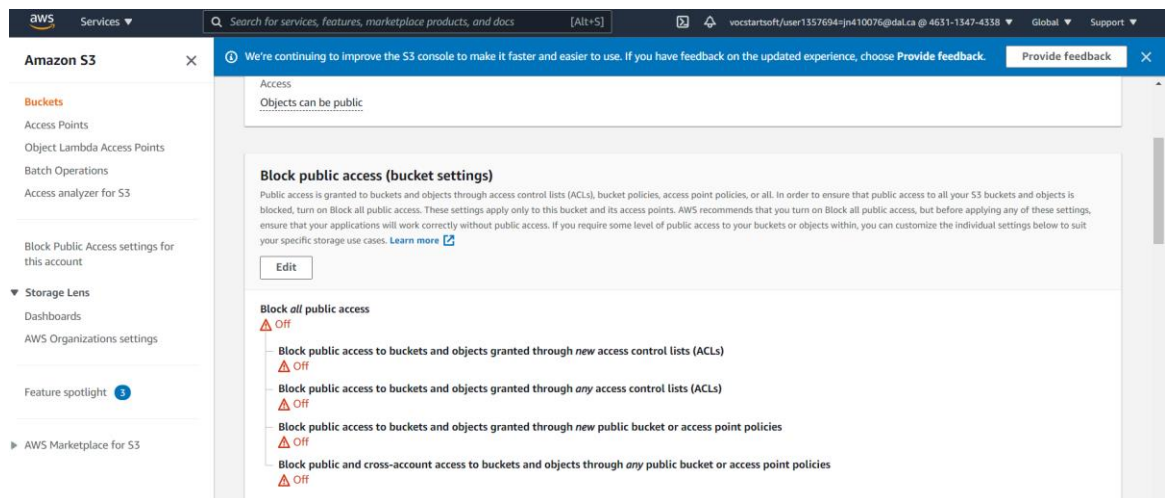 aws Services ▼ Search for services, features, marketplace products, and docs [Alt+S] vocstartsoft/user1357694=jn410076@dal.ca @ 4631-1347-4338 ▼ Global ▼ Support ▼
Amazon S3
Buckets
Access Points
Object Lambda Access Points
Batch Operations
Access analyzer for S3
Block Public Access settings for
this account
Storage Lens
Dashboards
AWS Organizations settings
Feature spotlight 3
AWS Marketplace for S3
We're continuing to improve the S3 console to make it faster and easier to use. If you have feedback on the updated experience, choose Provide feedback. Provide feedback
Access
Objects can be public
Block public access (bucket settings)
Public access is granted to buckets and objects through access control lists (ACLs), bucket policies, access point policies, or all. In order to ensure that public access to all your S3 buckets and objects is
blocked, turn on Block all public access. These settings apply only to this bucket and its access points. AWS recommends that you turn on Block all public access, but before applying any of these settings,
ensure that your applications will work correctly without public access. If you require some level of public access to your buckets or objects within, you can customize the individual settings below to suit
your specific storage use cases. Learn more
Edit
Block all public access
Off
Block public access to buckets and objects granted through new access control lists (ACLs)
Off
Block public access to buckets and objects granted through any access control lists (ACLs)
Off
Block public access to buckets and objects granted through new public bucket or access point policies
Off
Block public and cross-account access to buckets and objects through any public bucket or access point policies
Off